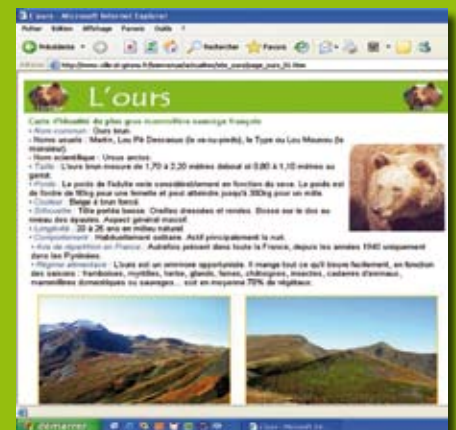 L'ours - Microsoft Internet Explorer
Fichier Edition Affichage Favoris Outils ?
Précédente Rechercher Favoris
L'ours
Carte d'identité du plus gros mammifère sauvage français
- Nom commun : Ours brun
- Noms usuels : Martin, Lou Pé Descaous (le va-nu-pieds), le Type ou Lou Moussu (le
monsieur).
- Nom scientifique : Ursus arctos
- Taille : L'ours brun mesure de 1,70 à 2,20 mètres debout et 0,80 à 1,10 mètres au
garrot.
- Poids : Le poids de l'adulte varie considérablement en fonction du sexe. Le poids est
de l'ordre de 90kg pour une femelle et peut atteindre jusqu'à 300kg pour un mâle.
- Couleur : Beige à brun foncé.
- Silhouette : Tête portée basse. Oreilles dressées et rondes. Bosse sur le dos au
niveau des épaules. Aspect général massif.
- Longévité : 20 à 25 ans en milieu naturel
- Comportement : Habituellement solitaire. Actif principalement la nuit.
- Aire de répartition en France : Autrefois présent dans toute la France, depuis les années 1940 uniquement
dans les Pyrénées.
- Régime alimentaire : L'ours est un omnivore opportuniste. Il mange tout ce qu'il trouve facilement, en fonction
des saisons : framboises, myrtilles, herbe, glands, faines, châtaignes, insectes, cadavres d'animaux,
mammifères domestiques ou sauvages... soit en moyenne 70% de végétaux.
démarrer
L'ours - Microsoft Int...